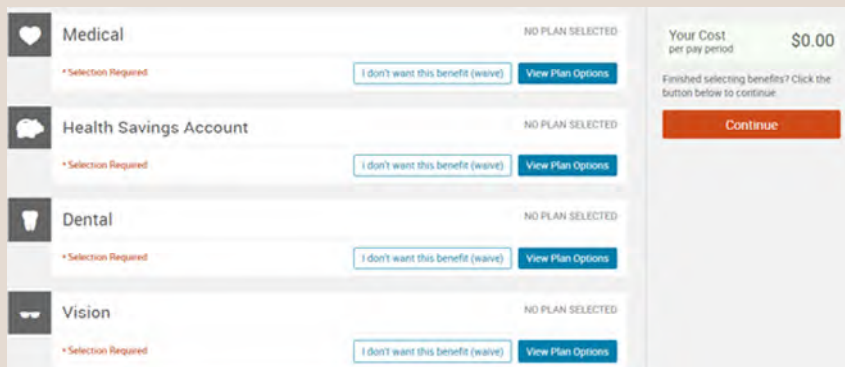 Medical
NO PLAN SELECTED
* Selection Required
I don't want this benefit (waive)
View Plan Options
Health Savings Account
NO PLAN SELECTED
* Selection Required
I don't want this benefit (waive)
View Plan Options
Dental
NO PLAN SELECTED
* Selection Required
I don't want this benefit (waive)
View Plan Options
Vision
NO PLAN SELECTED
* Selection Required
I don't want this benefit (waive)
View Plan Options
Your Cost
per pay period
$0.00
Finished selecting benefits? Click the
button below to continue
Continue